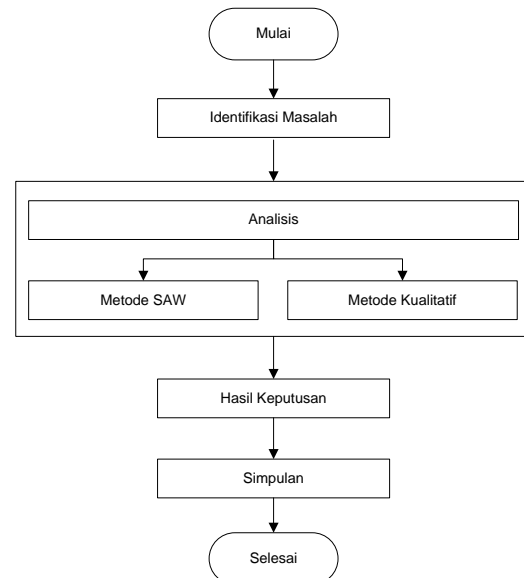 Mulai
Identifikasi Masalah
Analisis
Metode SAW
Metode Kualitatif
Hasil Keputusan
Simpulan
Selesai